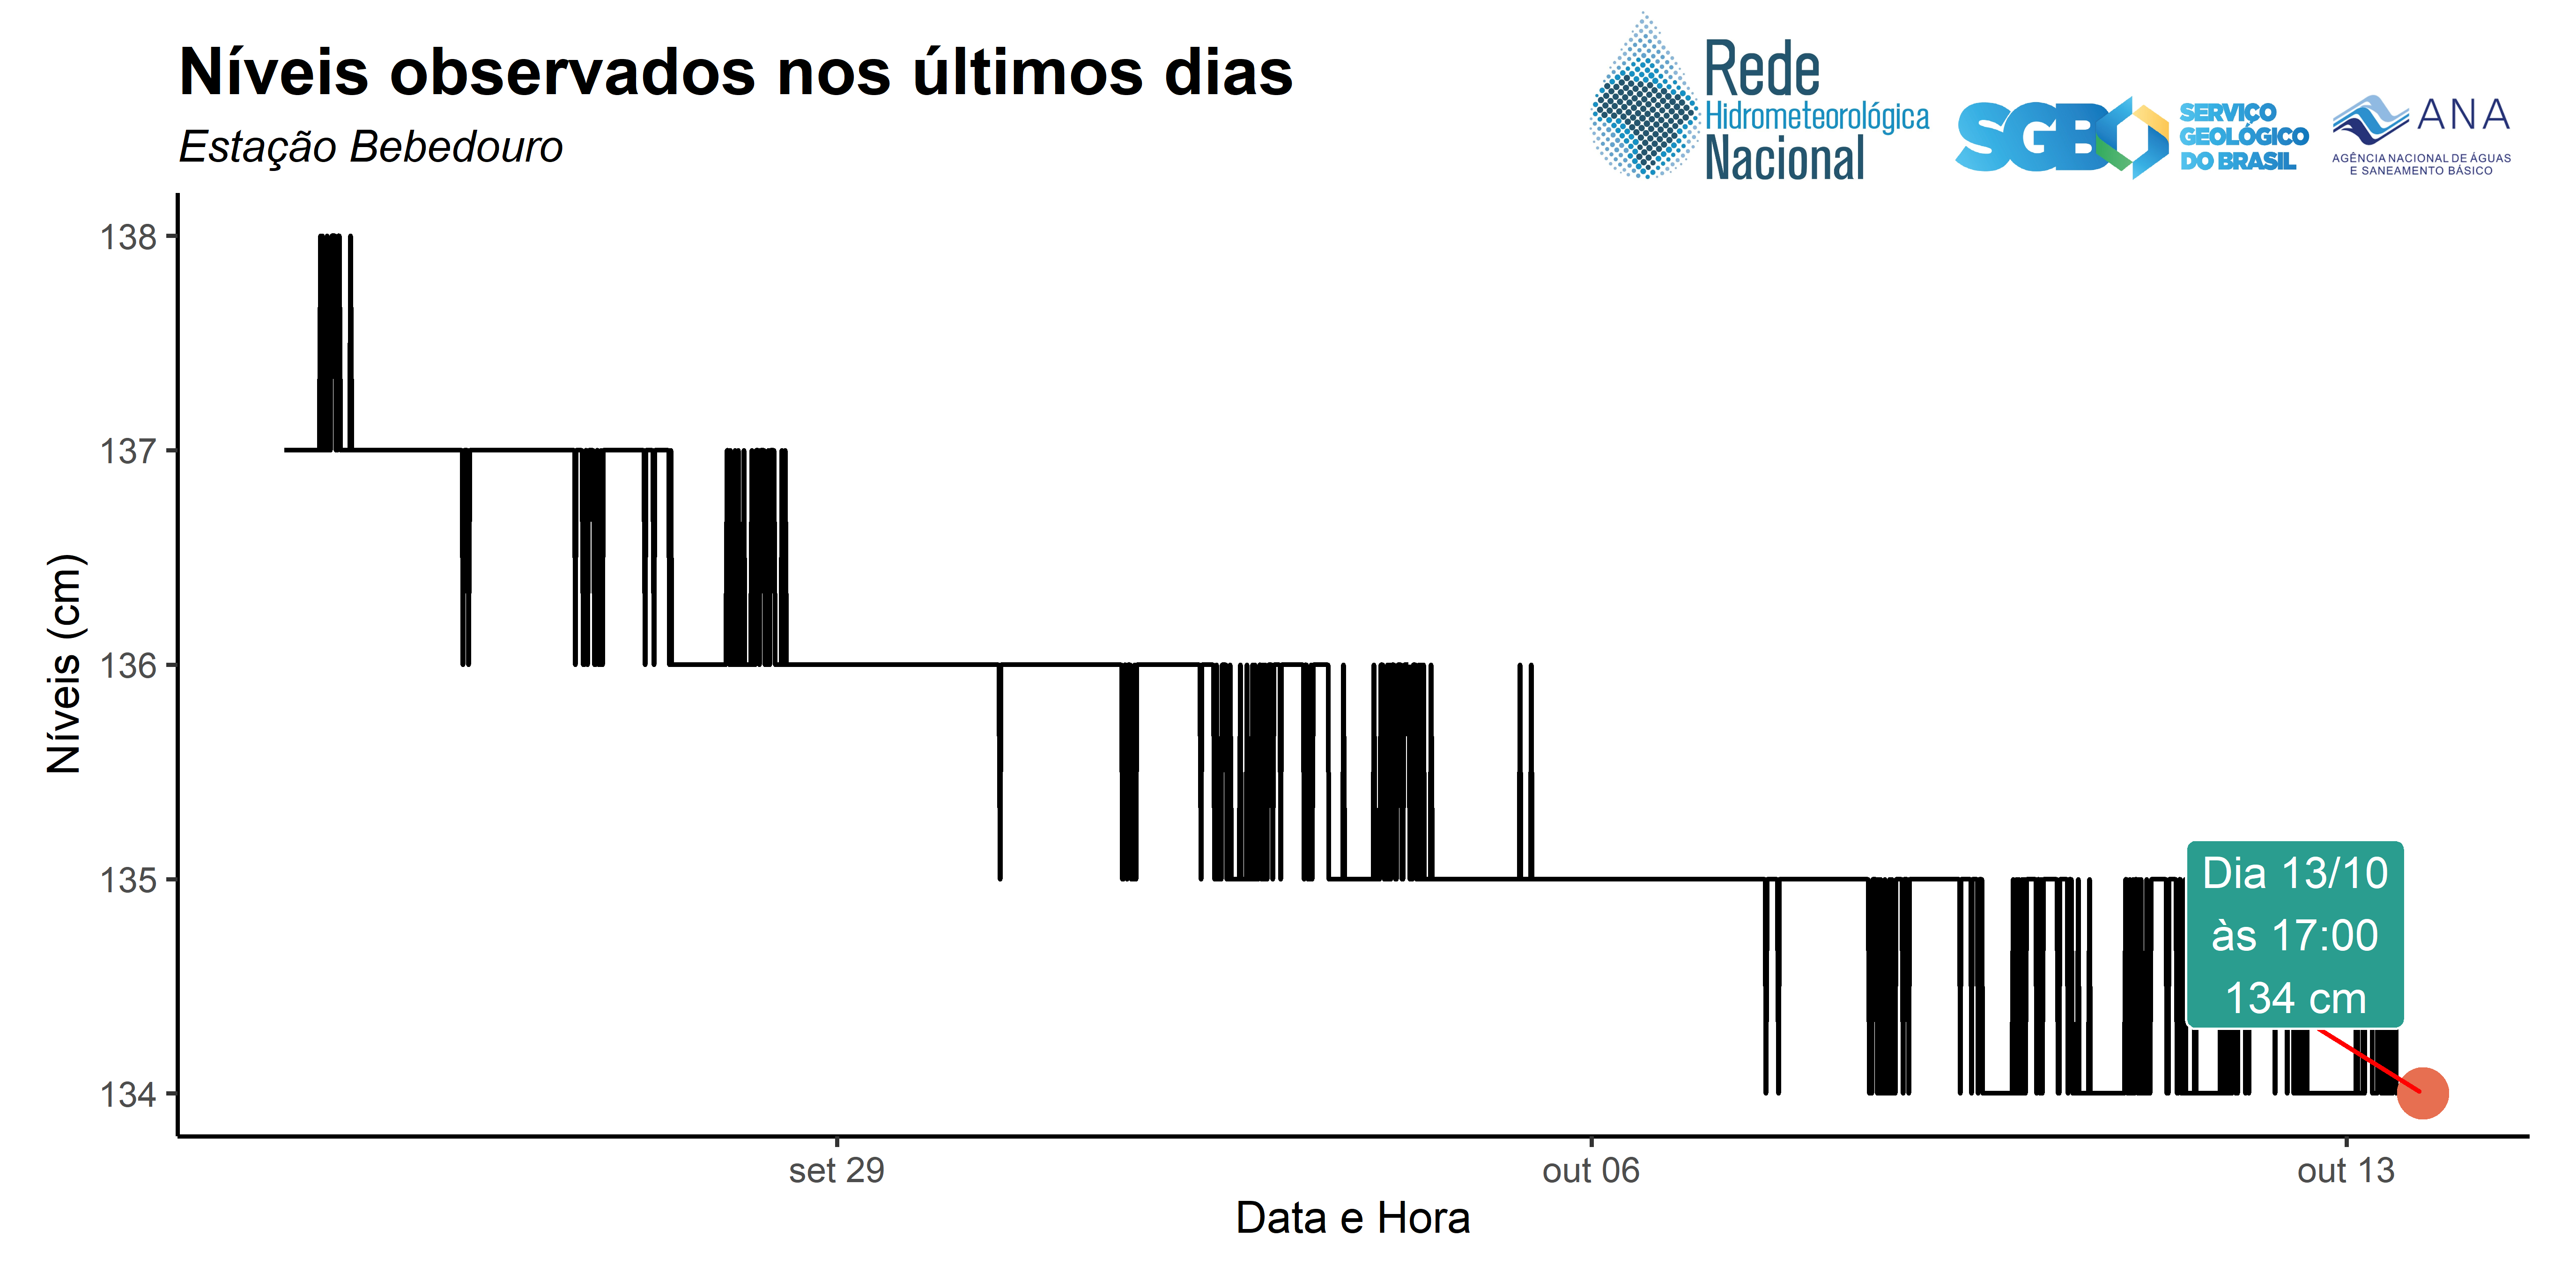 Níveis observados nos últimos dias
Estação Bebedouro
Rede
Hidrometeorológica
Nacional
SGB
SERVIÇO
GEOLÓGICO
DO BRASIL
ANA
AGÊNCIA NACIONAL DE ÁGUAS
E SANEAMENTO BÁSICO
Níveis (cm)
138
137
136
135
134
Dia 13/10
às 17:00
134 cm
set 29
out 06
out 13
Data e Hora